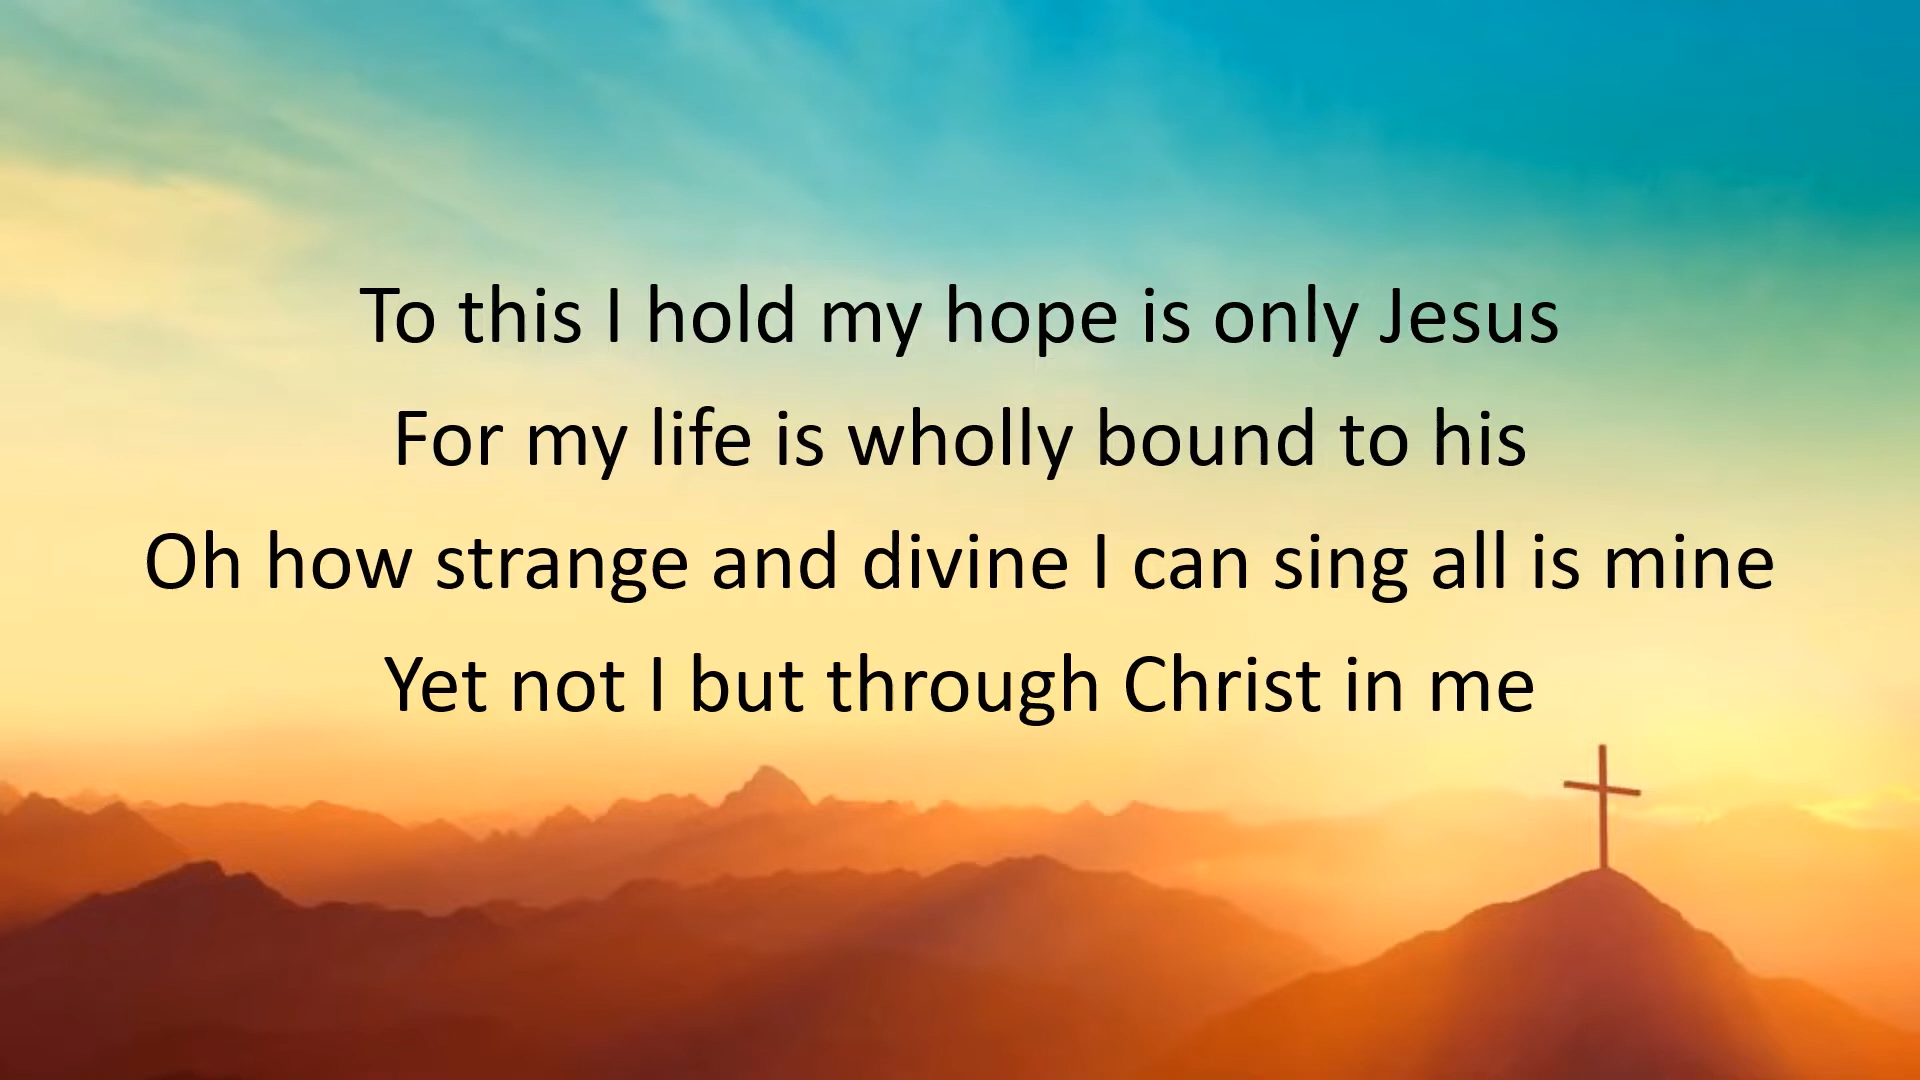 To this I hold my hope is only Jesus
For my life is wholly bound to his
Oh how strange and divine I can sing all is mine
Yet not I but through Christ in me